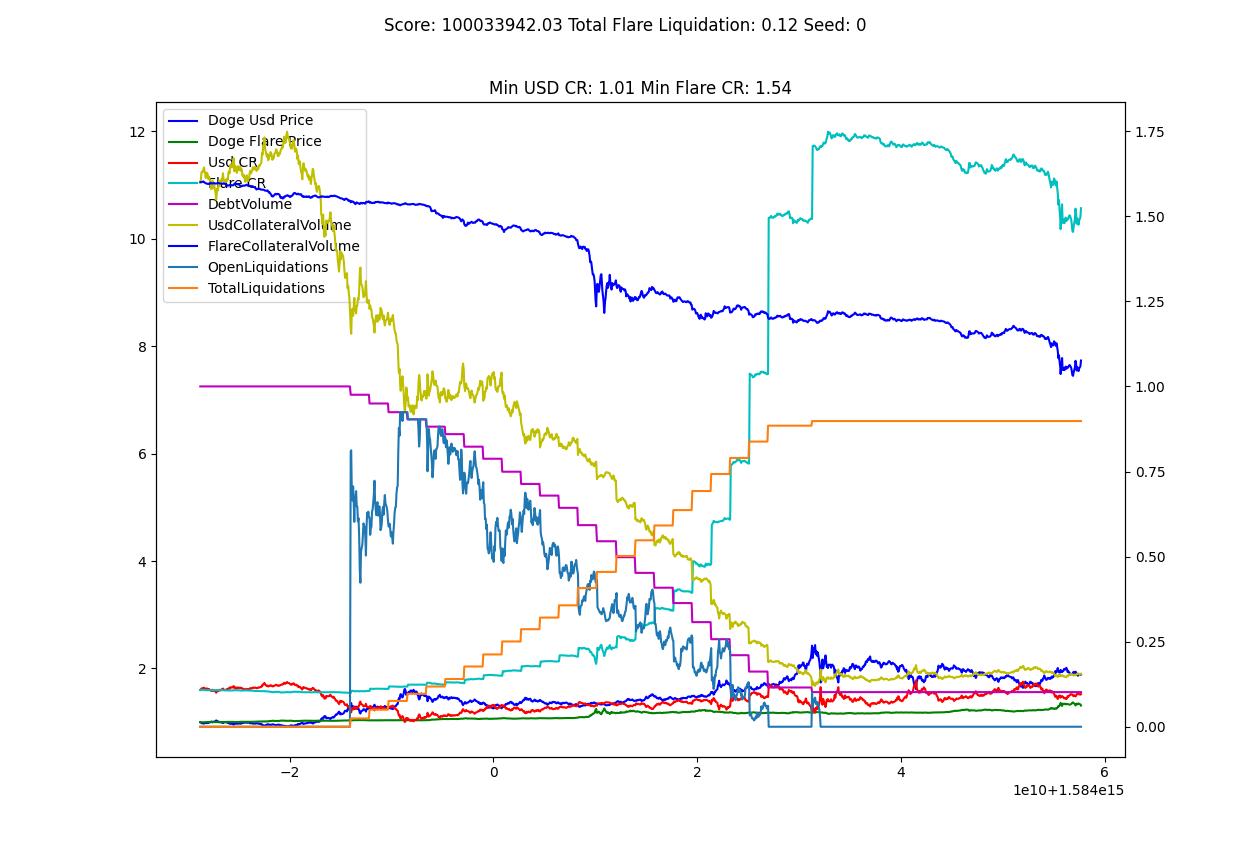 Score: 100033942.03 Total Flare Liquidation: 0.12 Seed: 0
Min USD CR: 1.01 Min Flare CR: 1.54
Doge Usd Price
Doge Flare Price
Usd CR
Flare CR
DebtVolume
UsdCollateralVolume
FlareCollateralVolume
OpenLiquidations
TotalLiquidations
12
10
8
6
4
2
1.75
1.50
1.25
1.00
0.75
0.50
0.25
0.00
−2
0
2
4
6
1e10+1.584e15